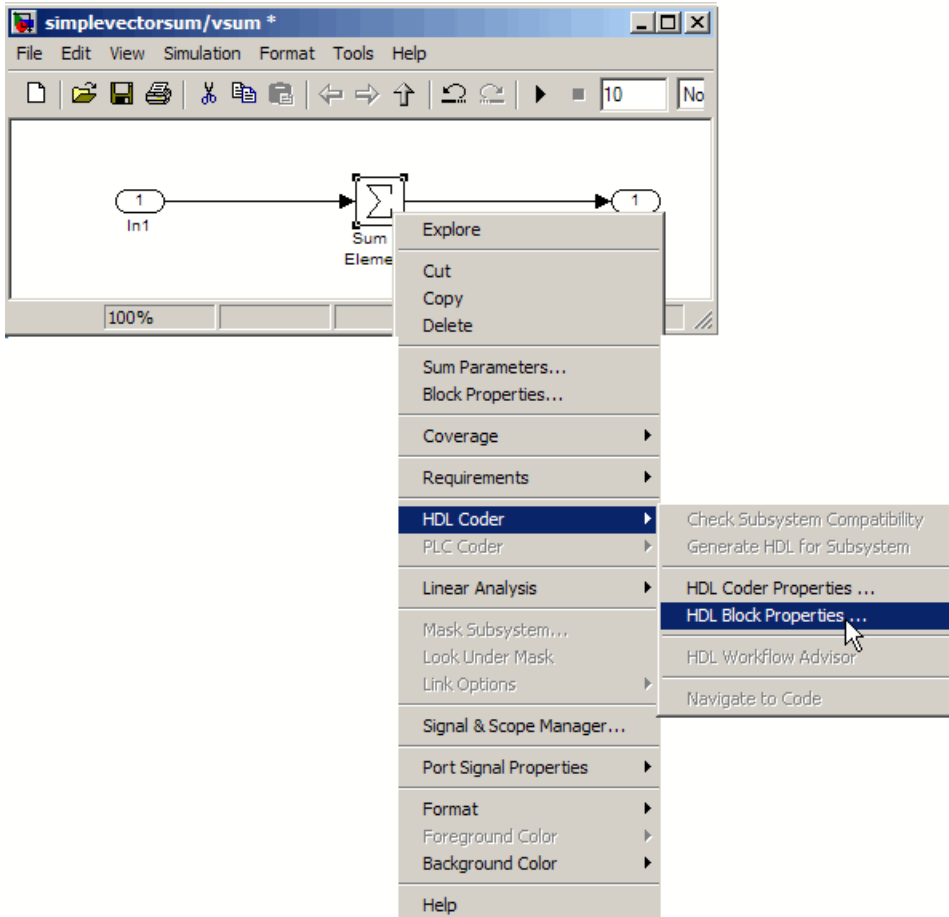 simplevectorsum/vsum *
File Edit View Simulation Format Tools Help
10 No
1 1
In1
Sum
Eleme
100%
Explore
Cut
Copy
Delete
Sum Parameters...
Block Properties...
Coverage
Requirements
HDL Coder
PLC Coder
Linear Analysis
Mask Subsystem...
Look Under Mask
Link Options
Signal & Scope Manager...
Port Signal Properties
Format
Foreground Color
Background Color
Help
Check Subsystem Compatibility
Generate HDL for Subsystem
HDL Coder Properties ...
HDL Block Properties ...
HDL Workflow Advisor
Navigate to Code